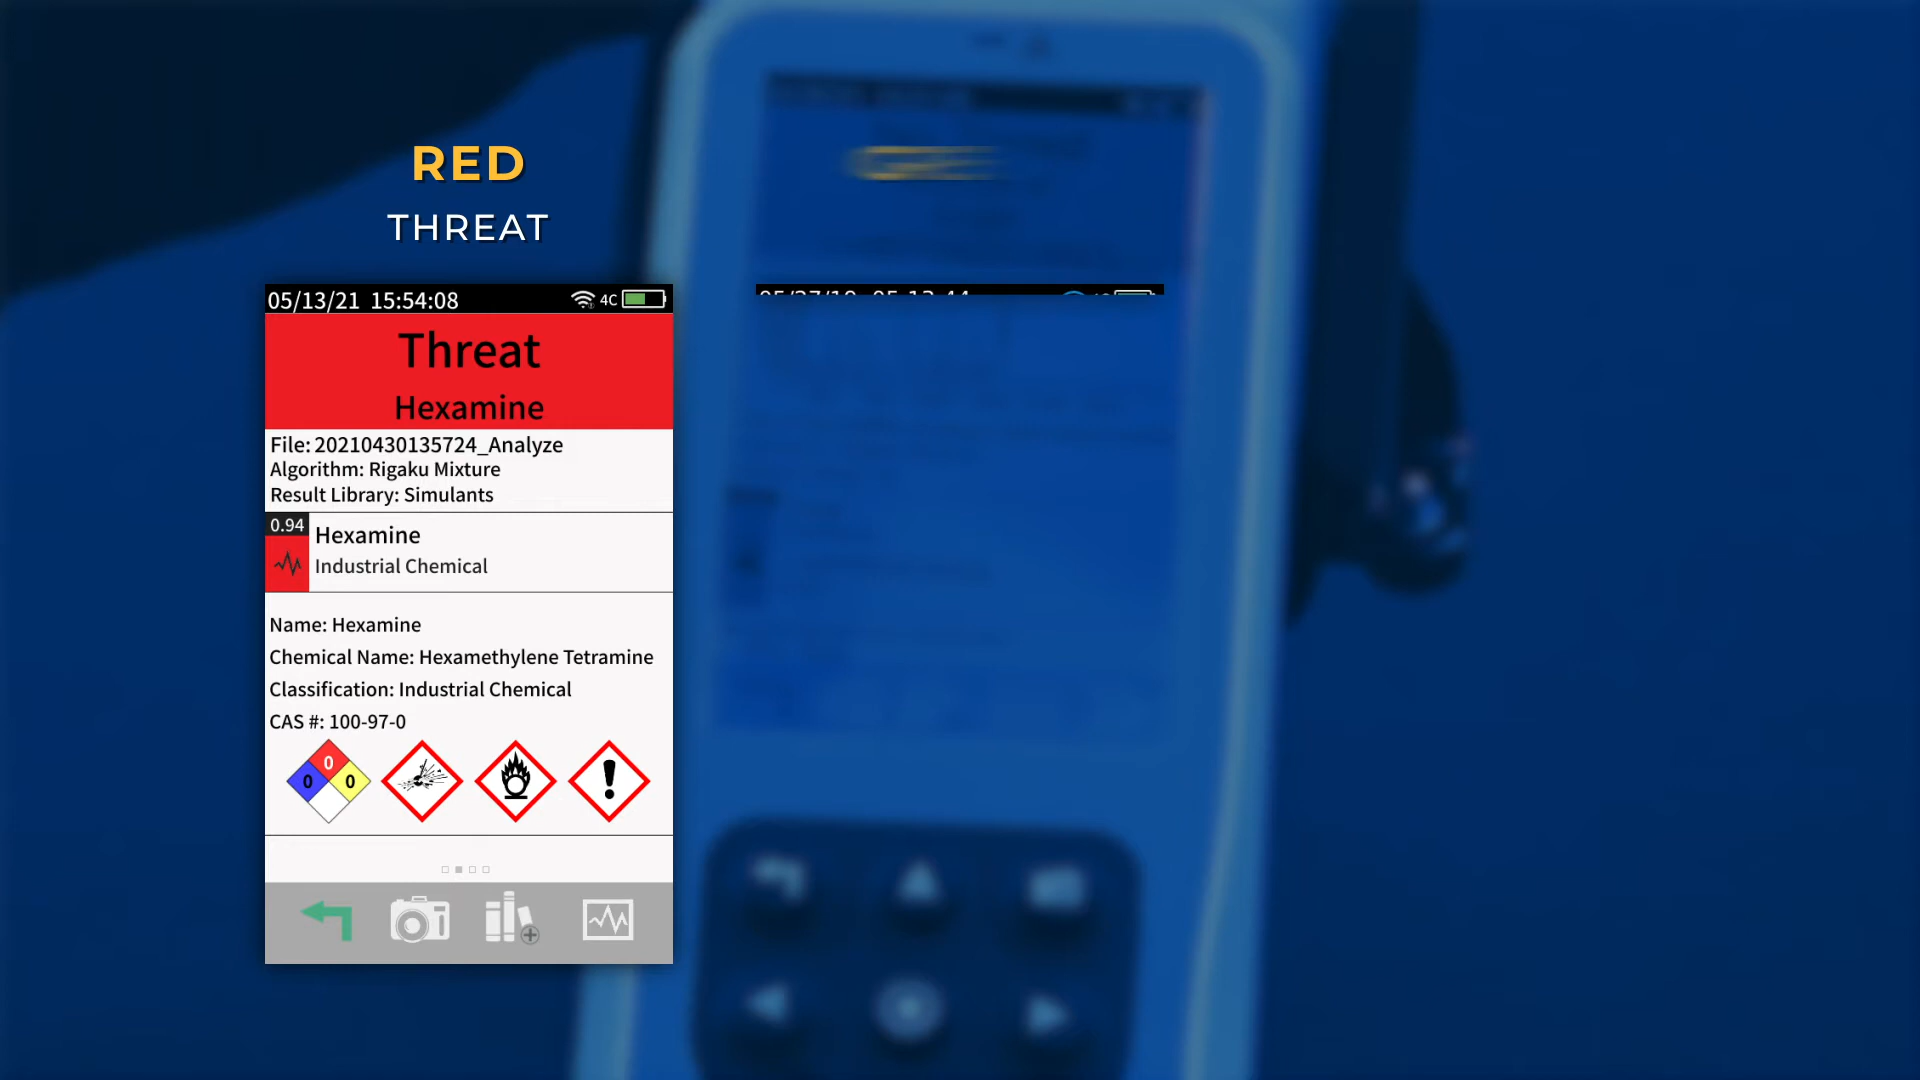 RED
THREAT
05/13/21 15:54:08 4C
Threat
Hexamine
File: 20210430135724_Analyze
Algorithm: Rigaku Mixture
Result Library: Simulants
0.94
Hexamine
Industrial Chemical
Name: Hexamine
Chemical Name: Hexamethylene Tetramine
Classification: Industrial Chemical
CAS #: 100-97-0
0
0 0